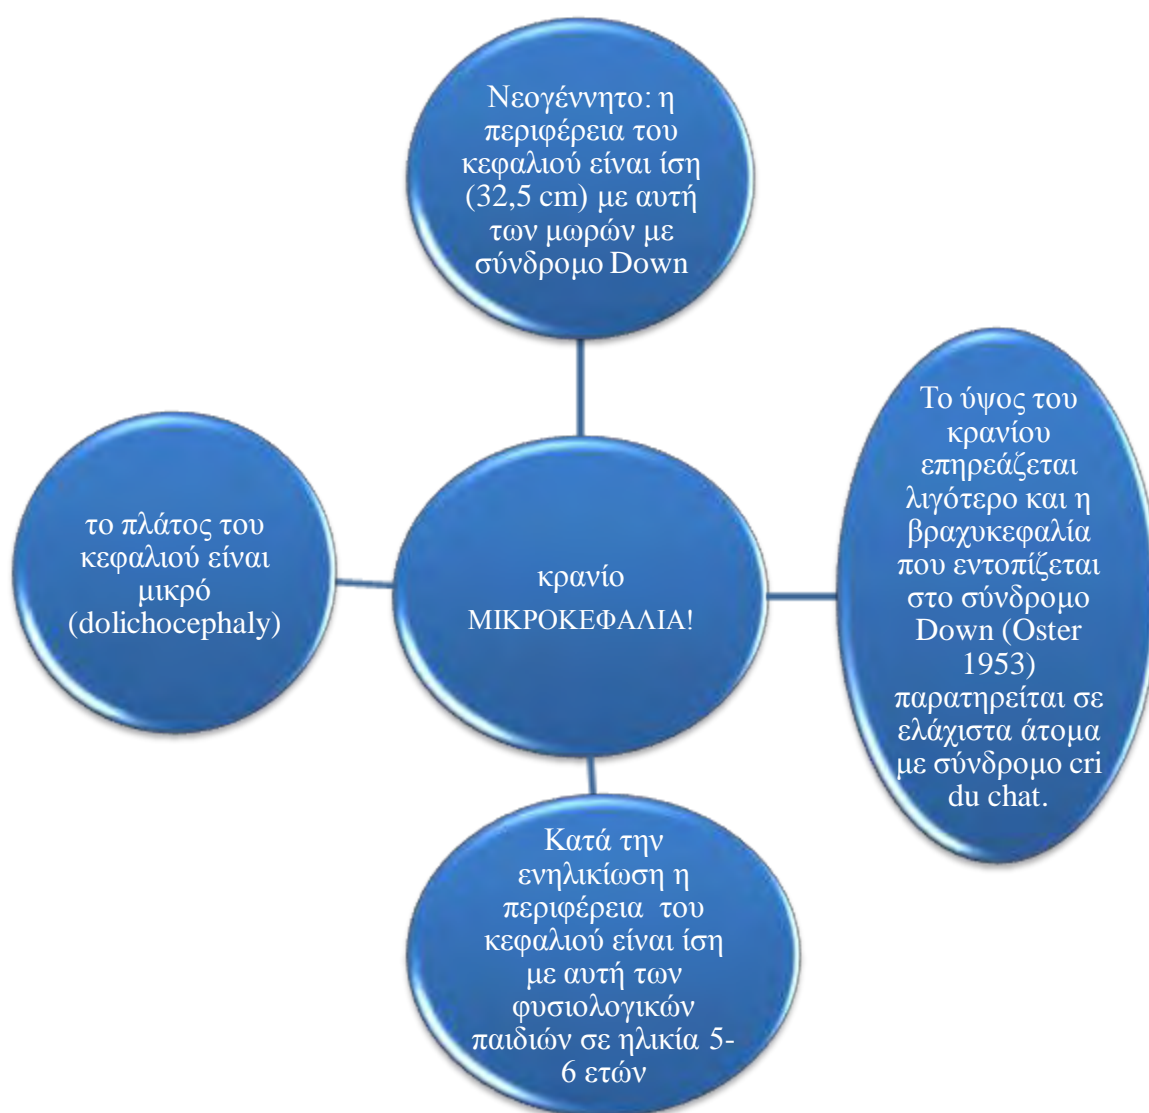 Νεογέννητο: η
περιφέρεια του
κεφαλιού είναι ίση
(32,5 cm) με αυτή
των μωρών με
σύνδρομο Down
το πλάτος του
κεφαλιού είναι
μικρό
(dolichocephaly)
κρανίο
ΜΙΚΡΟΚΕΦΑΛΙΑ!
Το ύψος του
κρανίου
επηρεάζεται
λιγότερο και η
βραχυκεφαλία
που εντοπίζεται
στο σύνδρομο
Down (Oster
1953)
παρατηρείται σε
ελάχιστα άτομα
με σύνδρομο cri
du chat.
Κατά την
ενηλικίωση η
περιφέρεια του
κεφαλιού είναι ίση
με αυτή των
φυσιολογικών
παιδιών σε ηλικία 5-
6 ετών